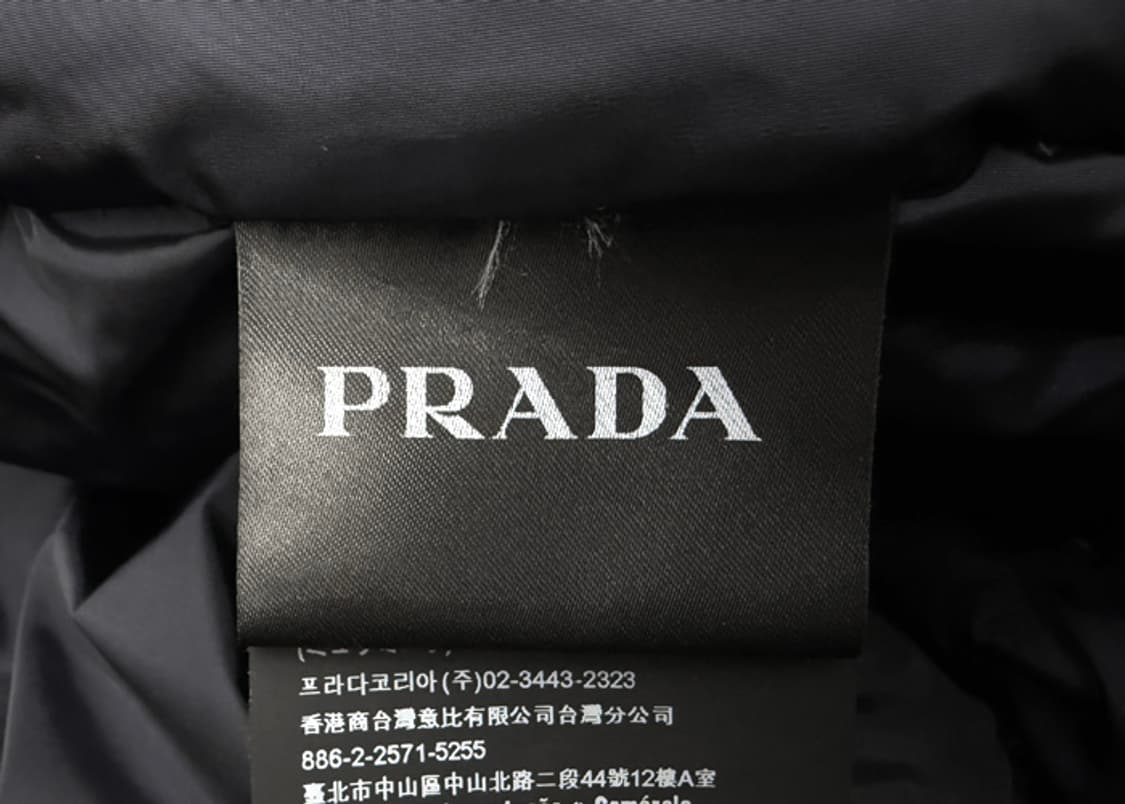 PRADA
프라다코리아(주)02-3443-2323
香港商台灣意比有限公司台灣分公司
886-2-2571-5255
臺北市中山區中山北路二段44號12樓A室